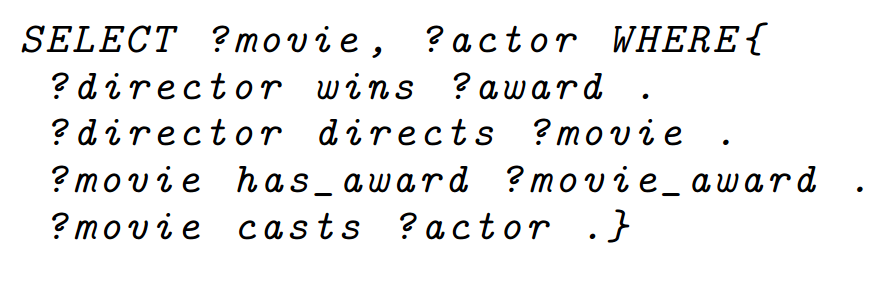 SELECT ?movie, ?actor WHERE{
?director wins ?award .
?director directs ?movie .
?movie has_award ?movie_award .
?movie casts ?actor .}